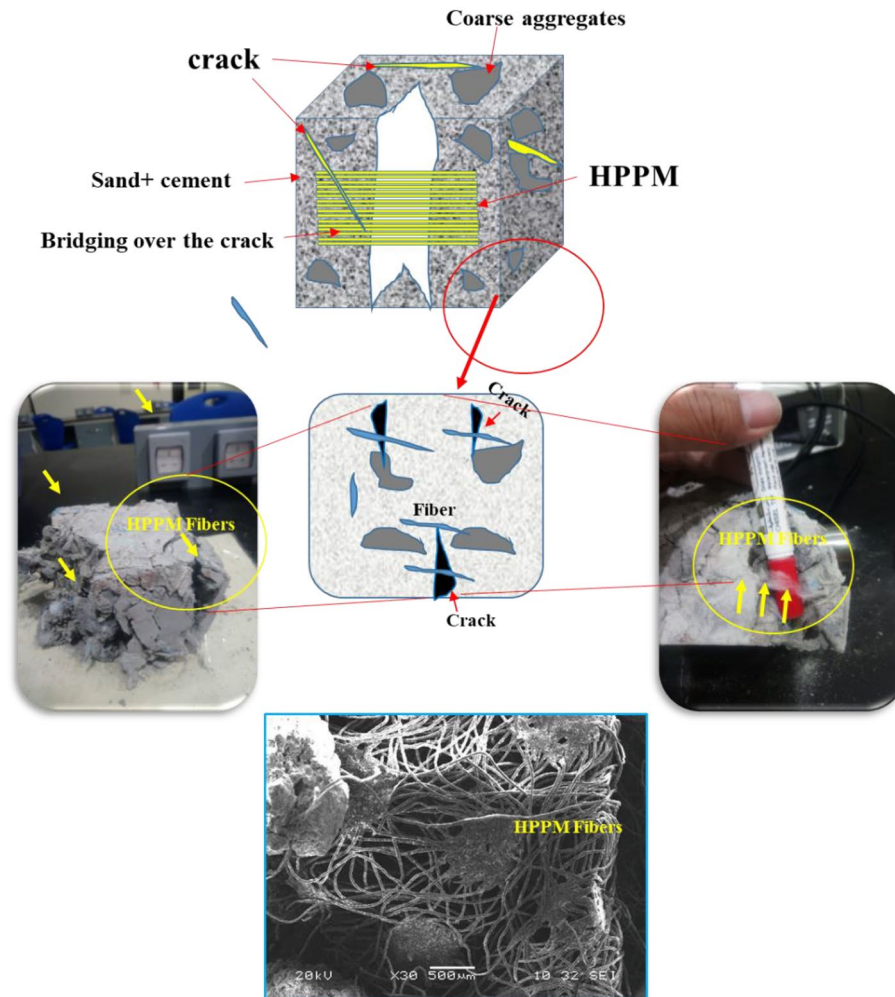 Coarse aggregates
crack
Sand+ cement
HPPM
Bridging over the crack
Crack
Fiber
HPPM Fibers
HPPM Fibers
Crack
HPPM Fibers
20kV X30 500μm 10 32 SEI